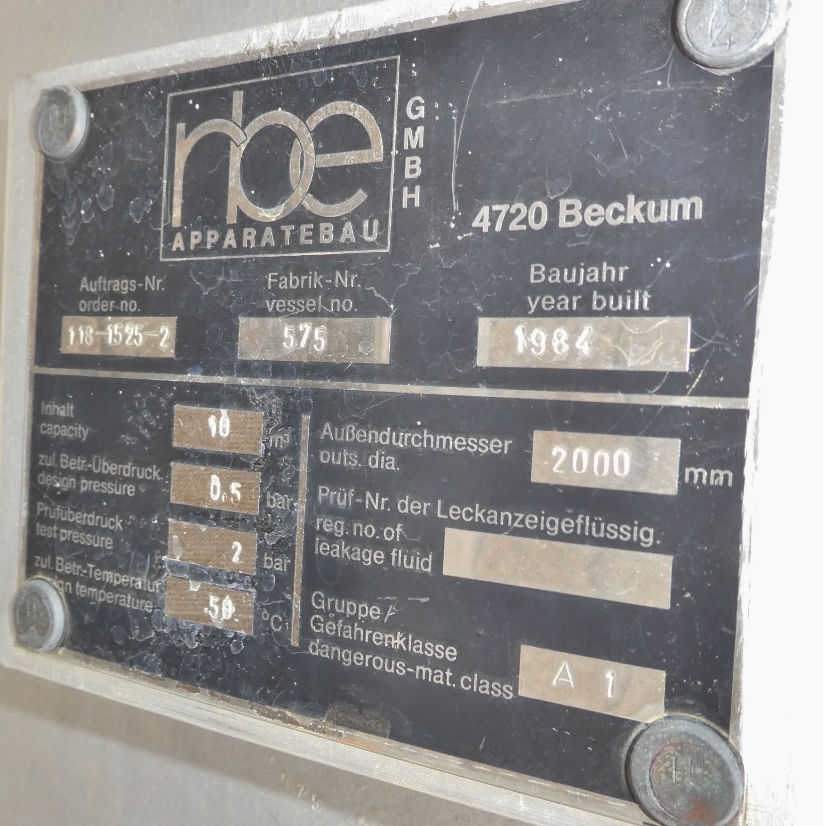 rbe
APPARATEBAU
GMBH
4720 Beckum
Auftrags-Nr.
order-no.
118-1525-2
Fabrik-Nr.
vessel no.
575
Baujahr
year built
1984
Inhalt
capacity
10 m³
zul. Betr.-Überdruck
design pressure
0,5 bar
Prüfüberdruck
test pressure
2 bar
zul. Betr.-Temperatur
design temperature
50 °C
Außendurchmesser
outs. dia.
2000 mm
Prüf-Nr. der Leckanzeigeflüssig.
reg. no. of
leakage fluid
Gruppe /
Gefahrenklasse
dangerous-mat. class
A 1